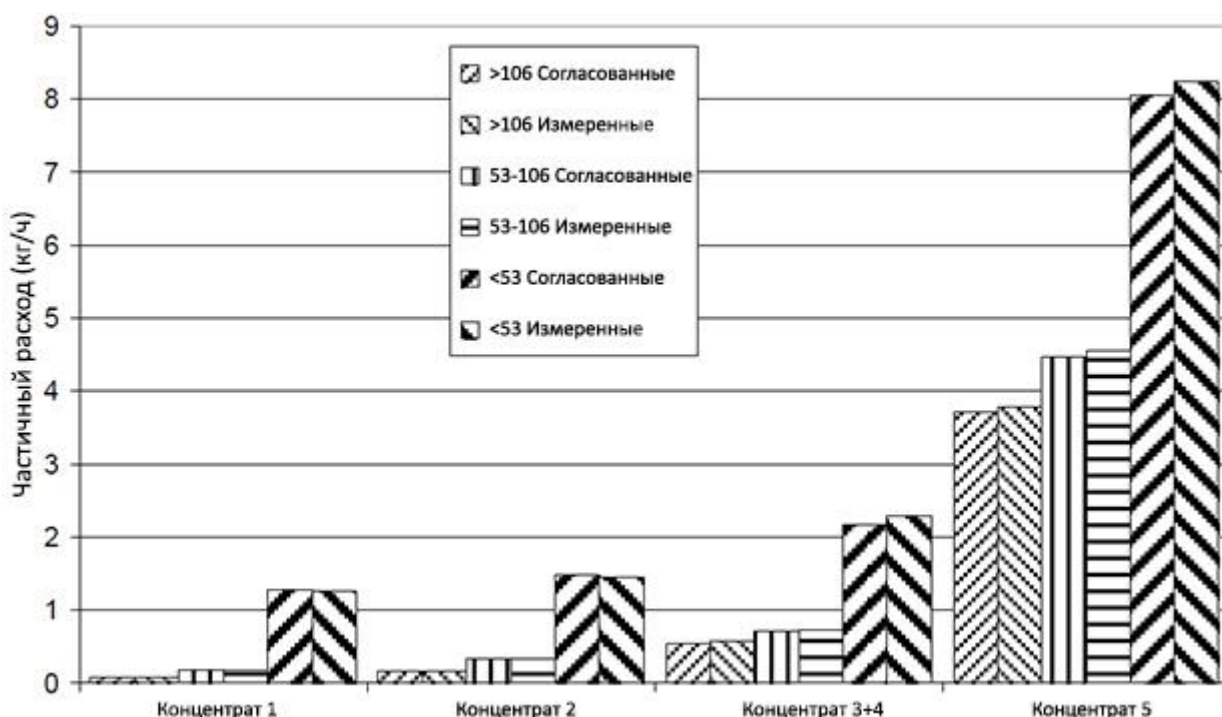 9
8
7
6
5
4
3
2
1
0
Частичный расход (кг/ч)
>106 Согласованные
>106 Измеренные
53-106 Согласованные
53-106 Измеренные
<53 Согласованные
<53 Измеренные
Концентрат 1
Концентрат 2
Концентрат 3+4
Концентрат 5